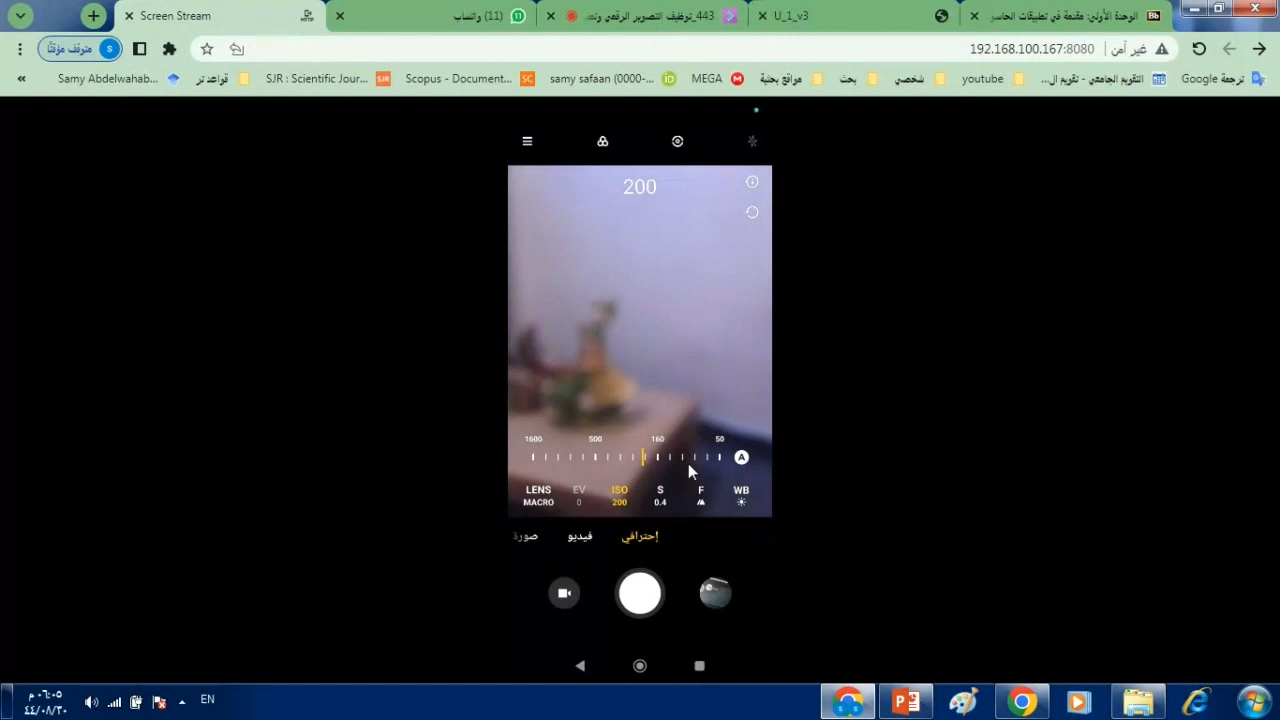 Screen Stream
(11) واتساب
443_توظيف التصوير الرقمي وتص
U_1_v3
الوحدة الأولى: مقدمة في تطبيقات الحاسو
متوقف مؤقتًا
192.168.100.167:8080
غير آمن
Samy Abdelwahab...
قواعد تر
SJR : Scientific Jour...
Scopus - Document...
samy safaan (0000-...
MEGA
مواقع بحثية
بحث
شخصي
youtube
التقويم الجامعي - تقويم ال...
ترجمة Google
200
1600 500 160 50
A
LENS EV ISO S F WB
MACRO 0 200 0.4
صورة فيديو إحترافي
EN
٠٦:٠٥ م
٤٤/٠٨/٣٠